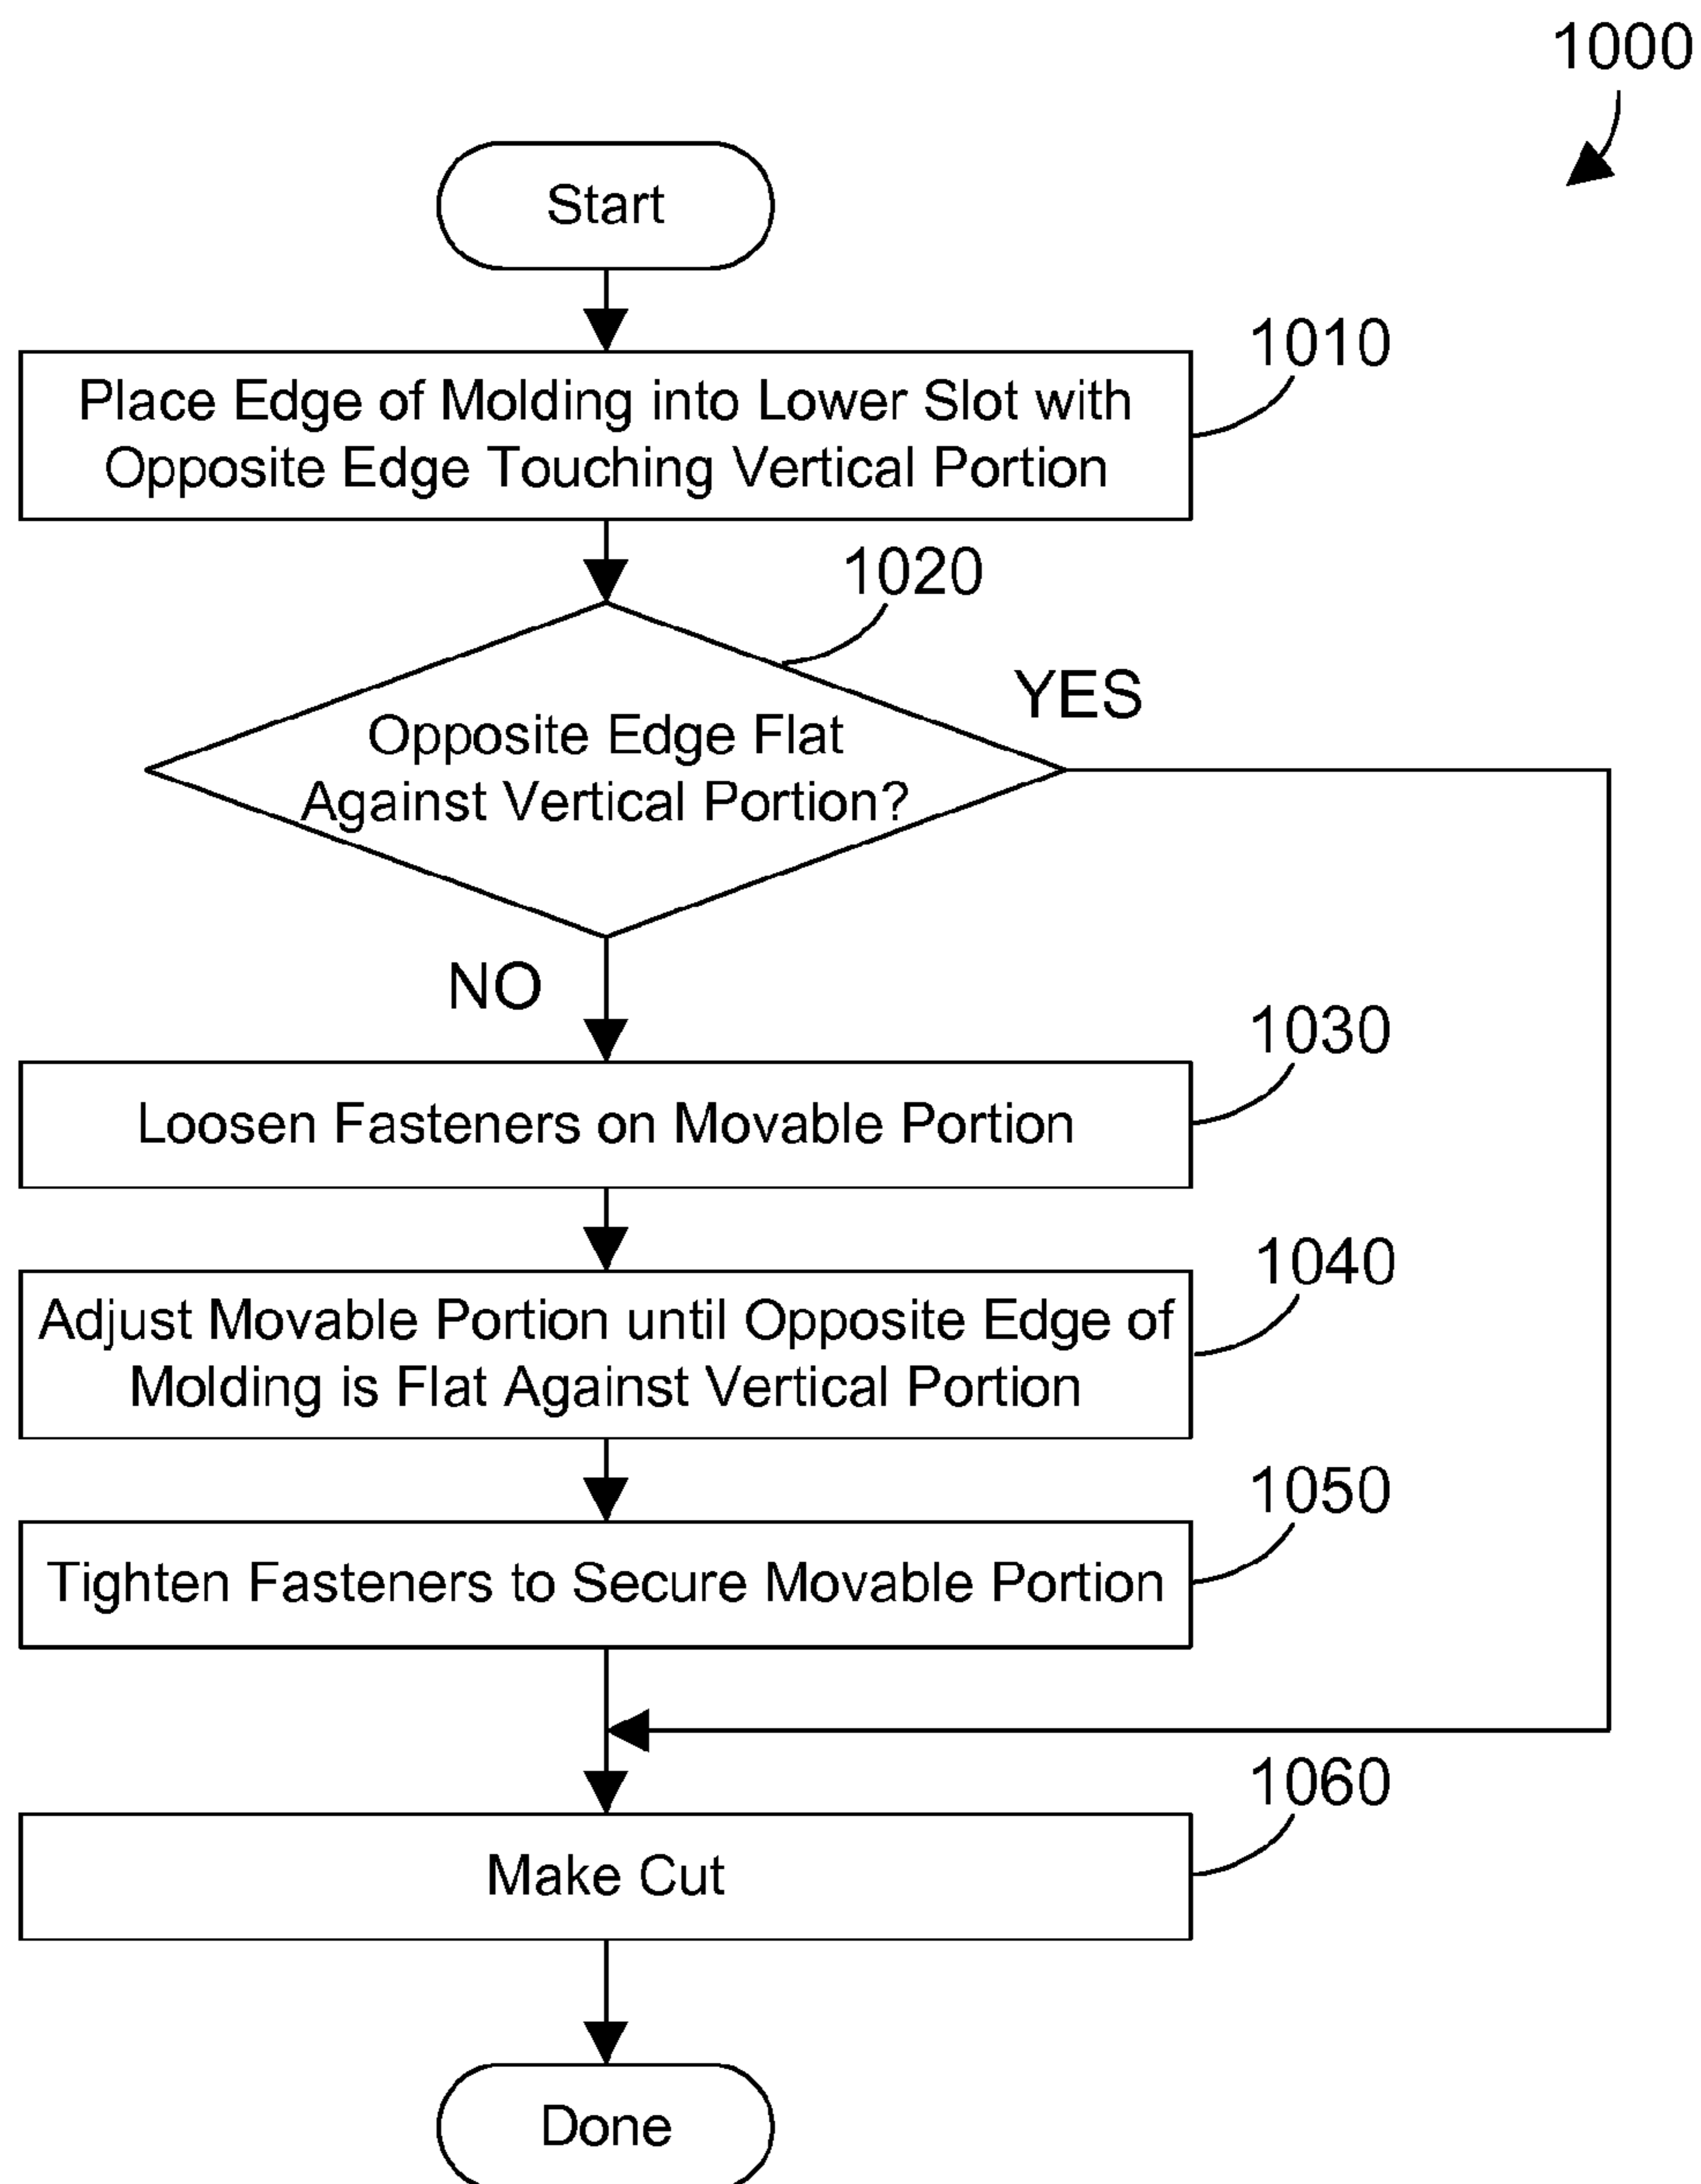 1000
Start
1010
Place Edge of Molding into Lower Slot with
Opposite Edge Touching Vertical Portion
1020
YES
Opposite Edge Flat
Against Vertical Portion?
NO
1030
Loosen Fasteners on Movable Portion
1040
Adjust Movable Portion until Opposite Edge of
Molding is Flat Against Vertical Portion
1050
Tighten Fasteners to Secure Movable Portion
1060
Make Cut
Done